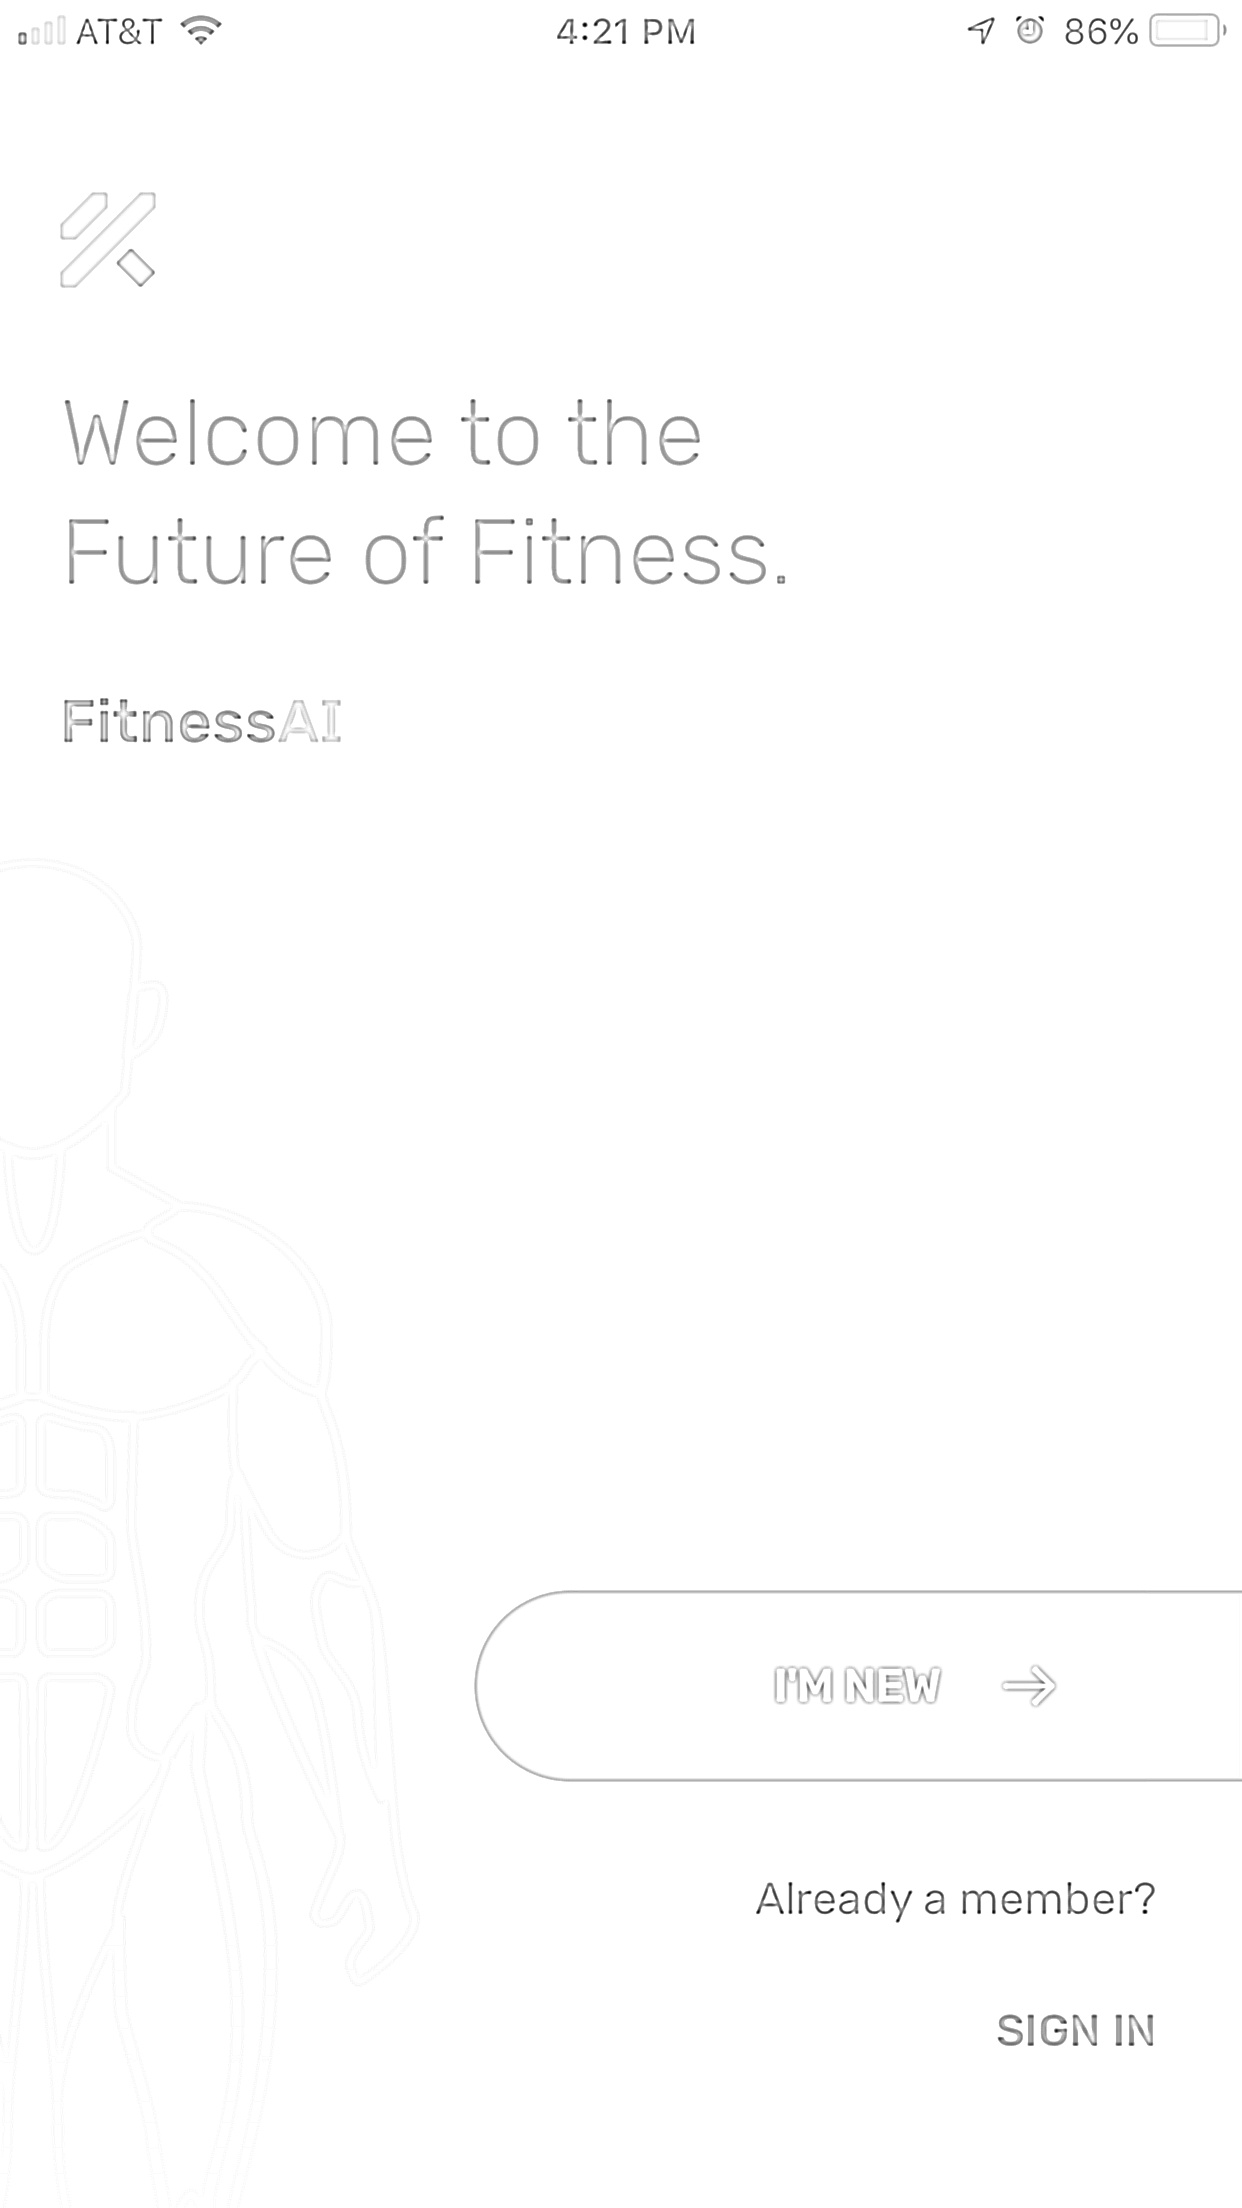 AT&T 4:21 PM 86%
Welcome to the
Future of Fitness.
FitnessAI
I'M NEW
Already a member?
SIGN IN